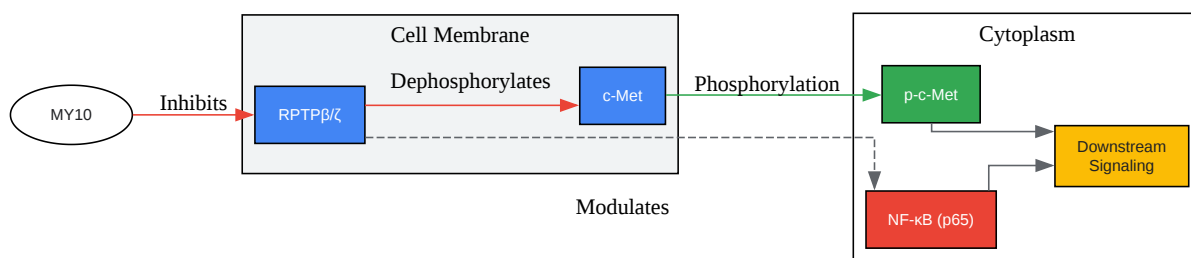 Cell Membrane
Cytoplasm
MY10
Inhibits
RPTPβ/ζ
Dephosphorylates
c-Met
Phosphorylation
p-c-Met
Downstream
Signaling
Modulates
NF-κB (p65)